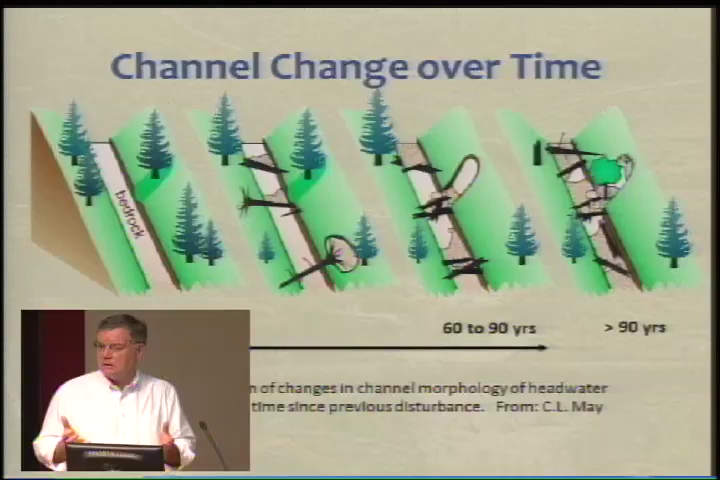 Channel Change over Time
bedrock
60 to 90 yrs
> 90 yrs
of changes in channel morphology of headwater
time since previous disturbance. From: C.L. May